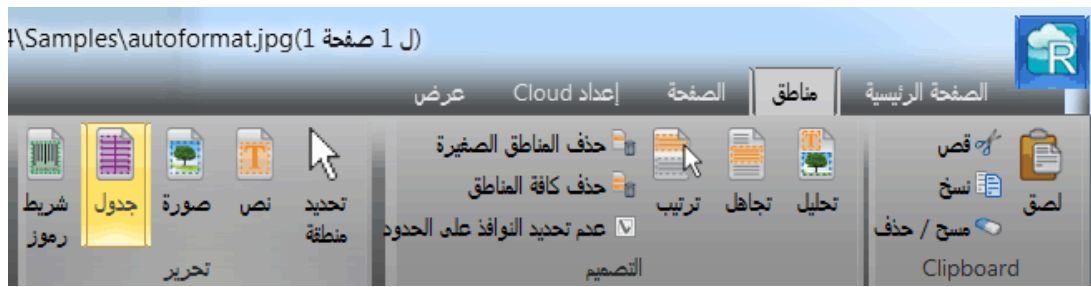 4\Samples\autoformat.jpg(1 صفحة 1 ل)
الصفحة الرئيسية
مناطق
الصفحة
إعداد Cloud
عرض
لصق
قص
نسخ
مسح / حذف
Clipboard
تحليل
تجاهل
ترتيب
حذف المناطق الصغيرة
حذف كافة المناطق
عدم تحديد النوافذ على الحدود
التصميم
تحديد
منطقة
نص
صورة
جدول
شريط
رموز
تحرير